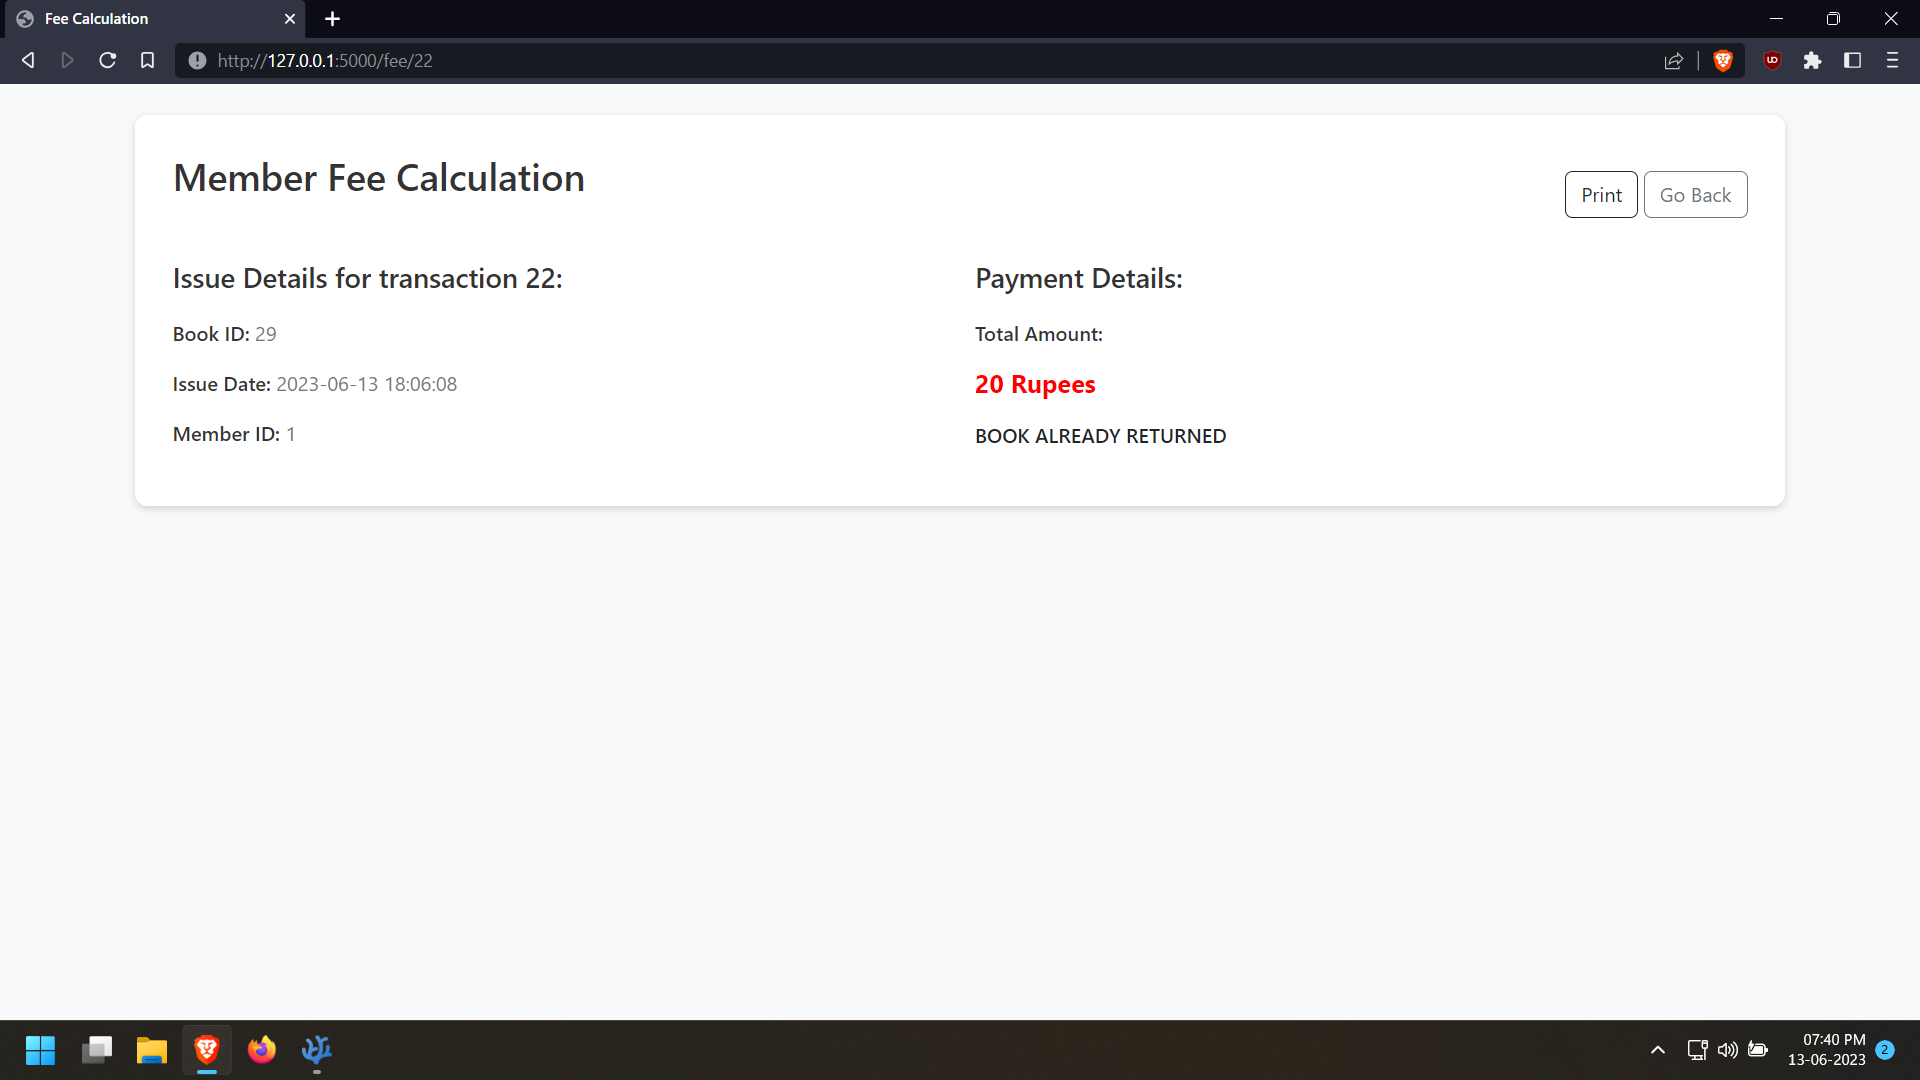 Fee Calculation
http://127.0.0.1:5000/fee/22
Member Fee Calculation
Print
Go Back
Issue Details for transaction 22:
Book ID: 29
Issue Date: 2023-06-13 18:06:08
Member ID: 1
Payment Details:
Total Amount:
20 Rupees
BOOK ALREADY RETURNED
07:40 PM
13-06-2023
2